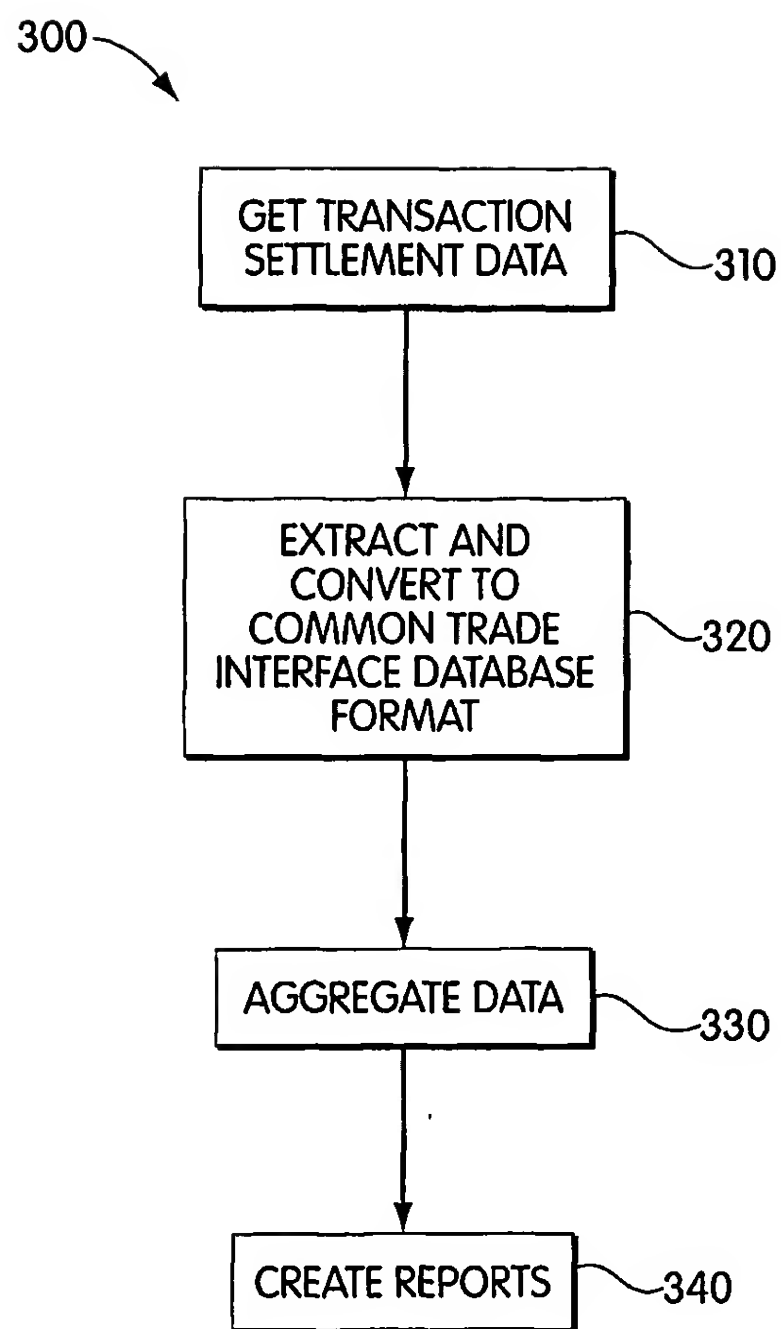 300
GET TRANSACTION
SETTLEMENT DATA
310
EXTRACT AND
CONVERT TO
COMMON TRADE
INTERFACE DATABASE
FORMAT
320
AGGREGATE DATA
330
CREATE REPORTS
340